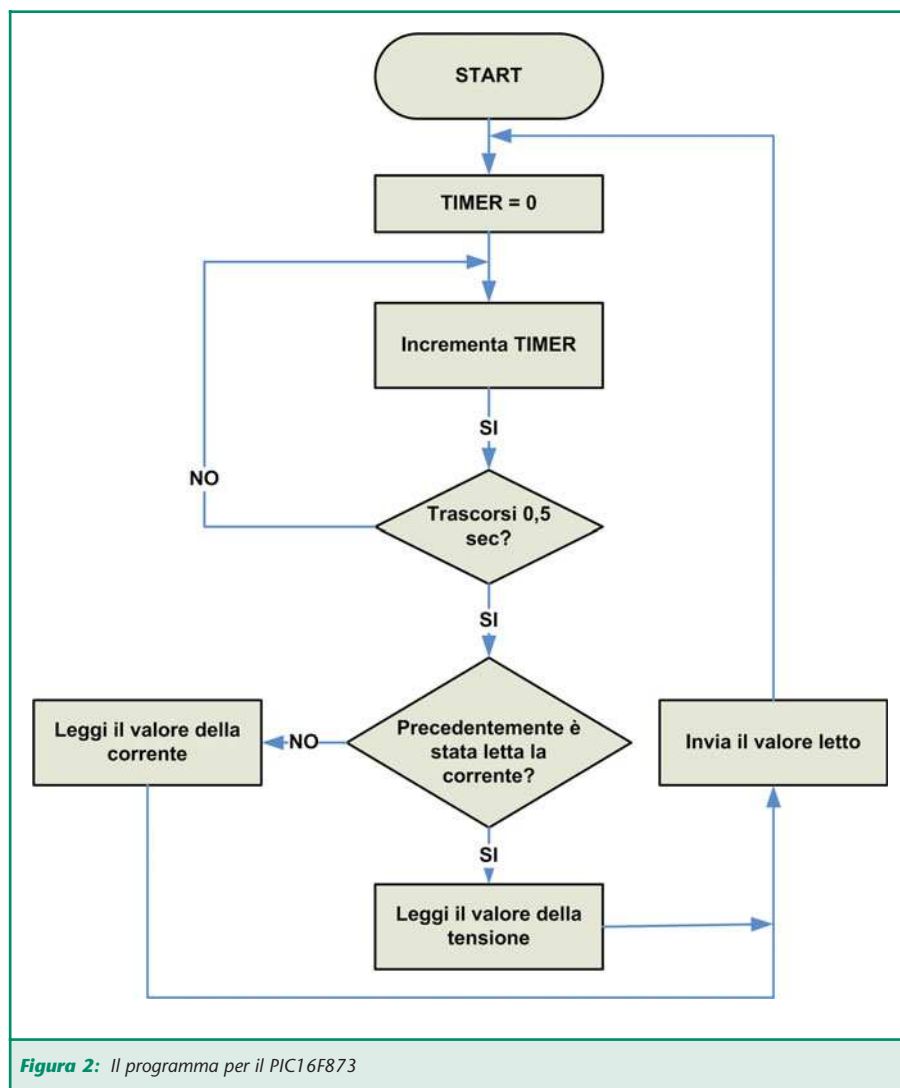 START
TIMER = 0
Incrementa TIMER
SI
NO
Trascorsi 0,5
sec?
SI
Precedentemente è
stata letta la
corrente?
NO
Leggi il valore della
corrente
Invia il valore letto
SI
Leggi il valore della
tensione
Figura 2: Il programma per il PIC16F873